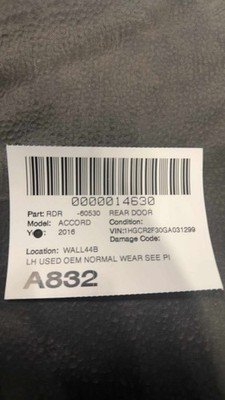 0000014630
Part: RDR -60530 REAR DOOR
Model: ACCORD Condition:
Year: 2016 VIN:1HGCR2F30GA031299
Damage Code:
Location: WALL44B
LH USED OEM NORMAL WEAR SEE PI
A832